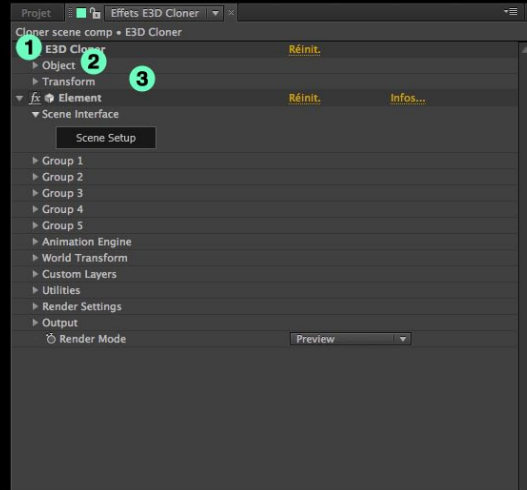 Projet Effets E3D Cloner
Cloner scene comp • E3D Cloner
1 E3D Cloner Réinit.
Object 2
Transform 3
fx Element Réinit. Infos...
Scene Interface
Scene Setup
Group 1
Group 2
Group 3
Group 4
Group 5
Animation Engine
World Transform
Custom Layers
Utilities
Render Settings
Output
Render Mode Preview